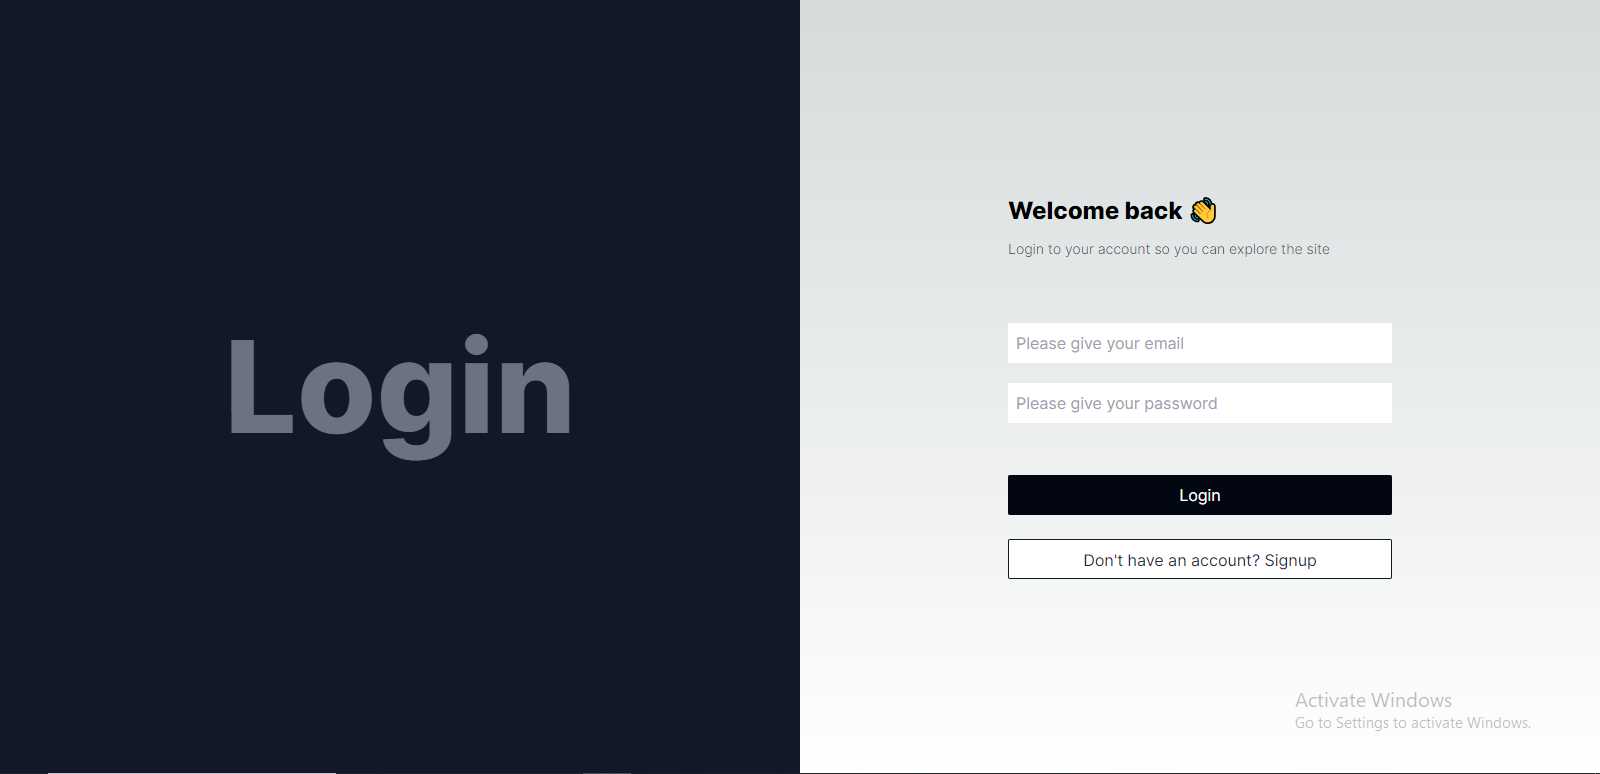 Login
Welcome back 👋
Login to your account so you can explore the site
Please give your email
Please give your password
Login
Don't have an account? Signup
Activate Windows
Go to Settings to activate Windows.